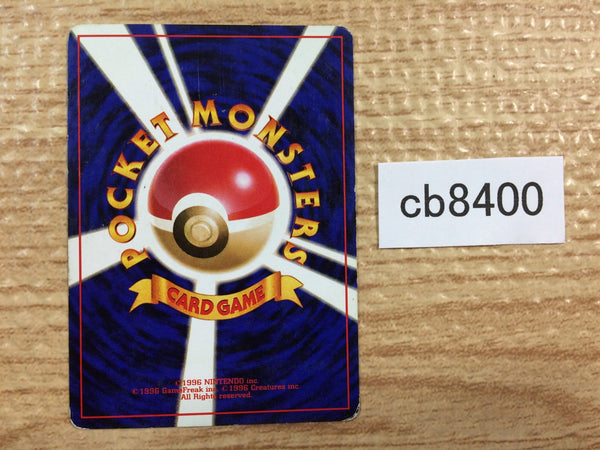 POCKET MONSTERS
CARD GAME
©1996 NINTENDO inc.
©1996 GameFreak inc. ©1996 Creatures inc.
All Rights reserved.
cb8400